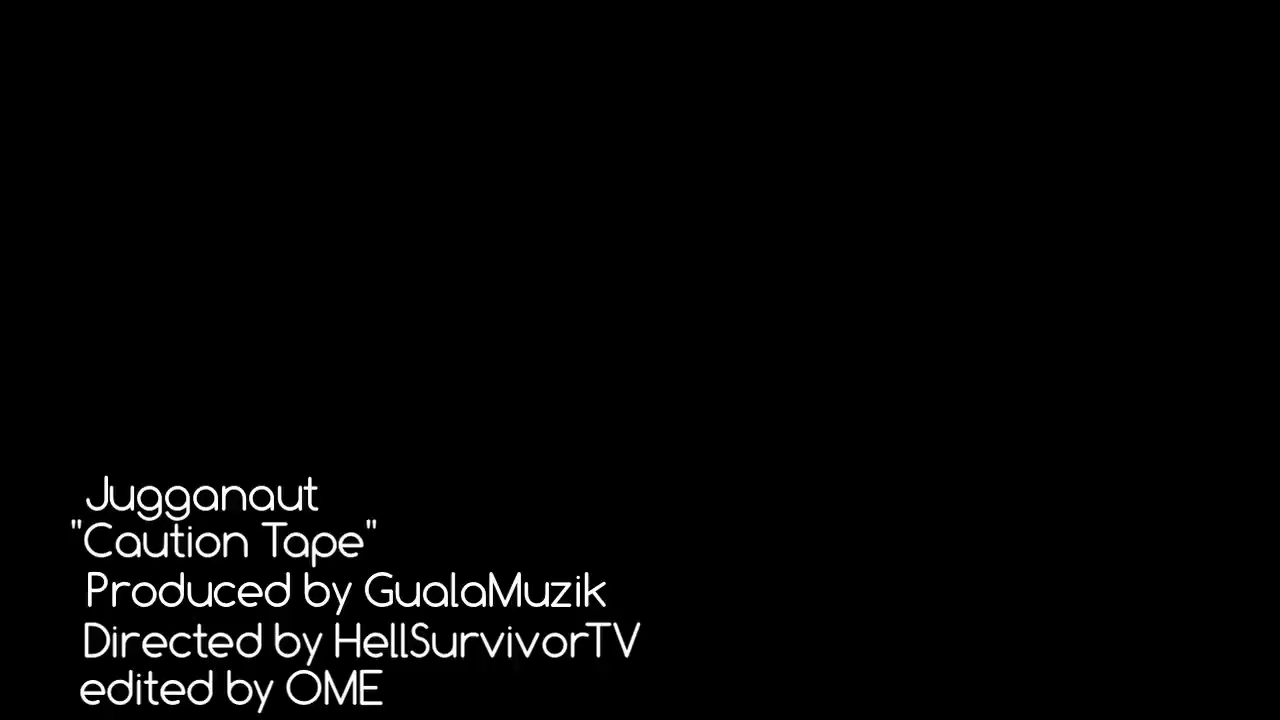 Jugganaut
"Caution Tape"
Produced by GualaMuzik
Directed by HellSurvivorTV
edited by OME